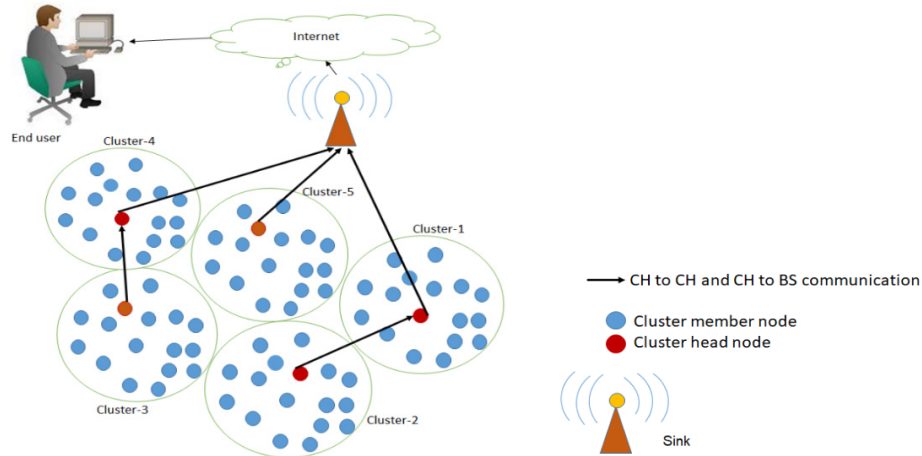 Internet
End user
Cluster-4
Cluster-5
Cluster-1
CH to CH and CH to BS communication
Cluster member node
Cluster head node
Cluster-3
Cluster-2
Sink